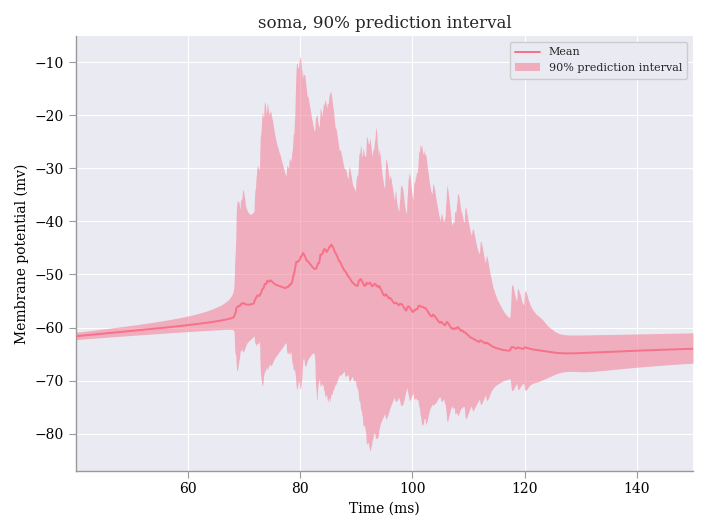 soma, 90% prediction interval
Mean
90% prediction interval
Membrane potential (mv)
−10
−20
−30
−40
−50
−60
−70
−80
60 80 100 120 140
Time (ms)